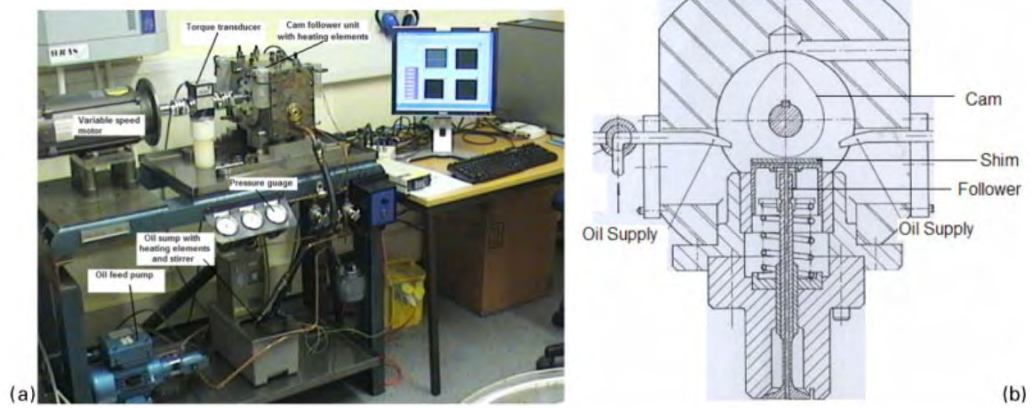 Torque transducer
Cam follower unit
with heating elements
Variable speed
motor
Pressure guage
Oil sump with
heating elements
and stirrer
Oil feed pump
(a)
Cam
Shim
Follower
Oil Supply
Oil Supply
(b)